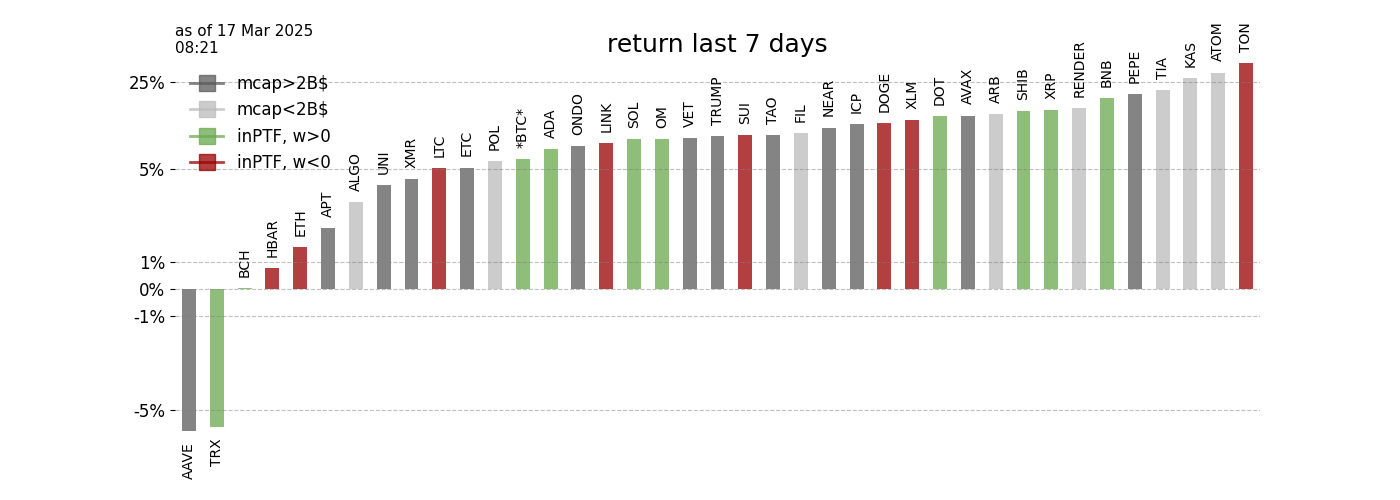 as of 17 Mar 2025
08:21
return last 7 days
mcap>2B$
mcap<2B$
inPTF, w>0
inPTF, w<0
25%
5%
1%
0%
-1%
-5%
AAVE
TRX
BCH
HBAR
ETH
APT
ALGO
UNI
XMR
LTC
ETC
POL
*BTC*
ADA
ONDO
LINK
SOL
OM
VET
TRUMP
SUI
TAO
FIL
NEAR
ICP
DOGE
XLM
DOT
AVAX
ARB
SHIB
XRP
RENDER
BNB
PEPE
TIA
KAS
ATOM
TON